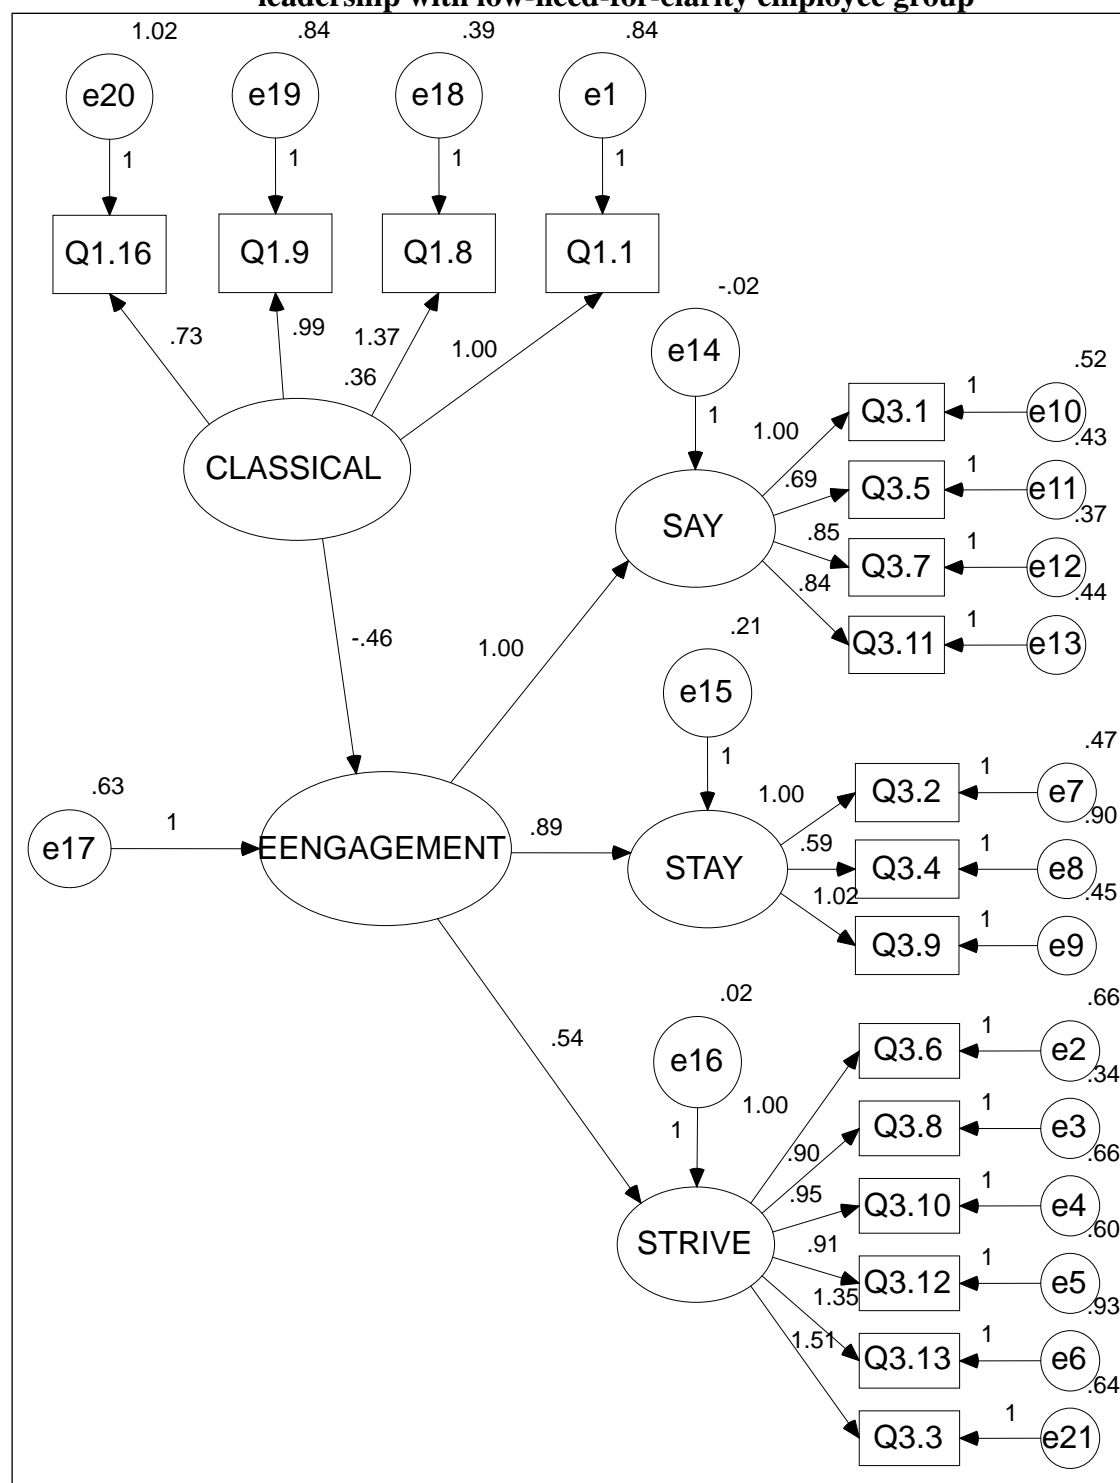 leadership with low-need-for-clarity employee group
1.02 .84 .39 .84
e20 e19 e18 e1
1 1 1 1
Q1.16 Q1.9 Q1.8 Q1.1
.73 .99 1.37 1.00
.36
CLASSICAL
-.02
e14
1
SAY
1.00
.69
.85
.84
Q3.1 1 e10 .52
Q3.5 1 e11 .43
Q3.7 1 e12 .37
Q3.11 1 e13 .44
-.46
1.00
.21
e15
1
.63
e17
1
EENGAGEMENT
.89
STAY
1.00
.59
1.02
Q3.2 1 e7 .47
Q3.4 1 e8 .90
Q3.9 1 e9 .45
.54
.02
e16
1
STRIVE
1.00
.90
.95
.91
1.35
1.51
Q3.6 1 e2 .66
Q3.8 1 e3 .34
Q3.10 1 e4 .66
Q3.12 1 e5 .60
Q3.13 1 e6 .93
Q3.3 1 e21 .64